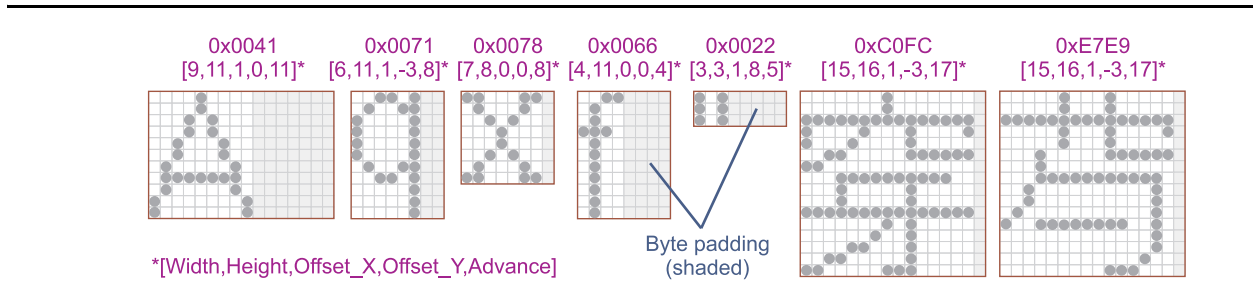 0x0041 0x0071 0x0078 0x0066 0x0022 0xC0FC 0xE7E9
[9,11,1,0,11]* [6,11,1,-3,8]* [7,8,0,0,8]* [4,11,0,0,4]* [3,3,1,8,5]* [15,16,1,-3,17]* [15,16,1,-3,17]*
A q x f "
Byte padding
(shaded)
*[Width,Height,Offset_X,Offset_Y,Advance]